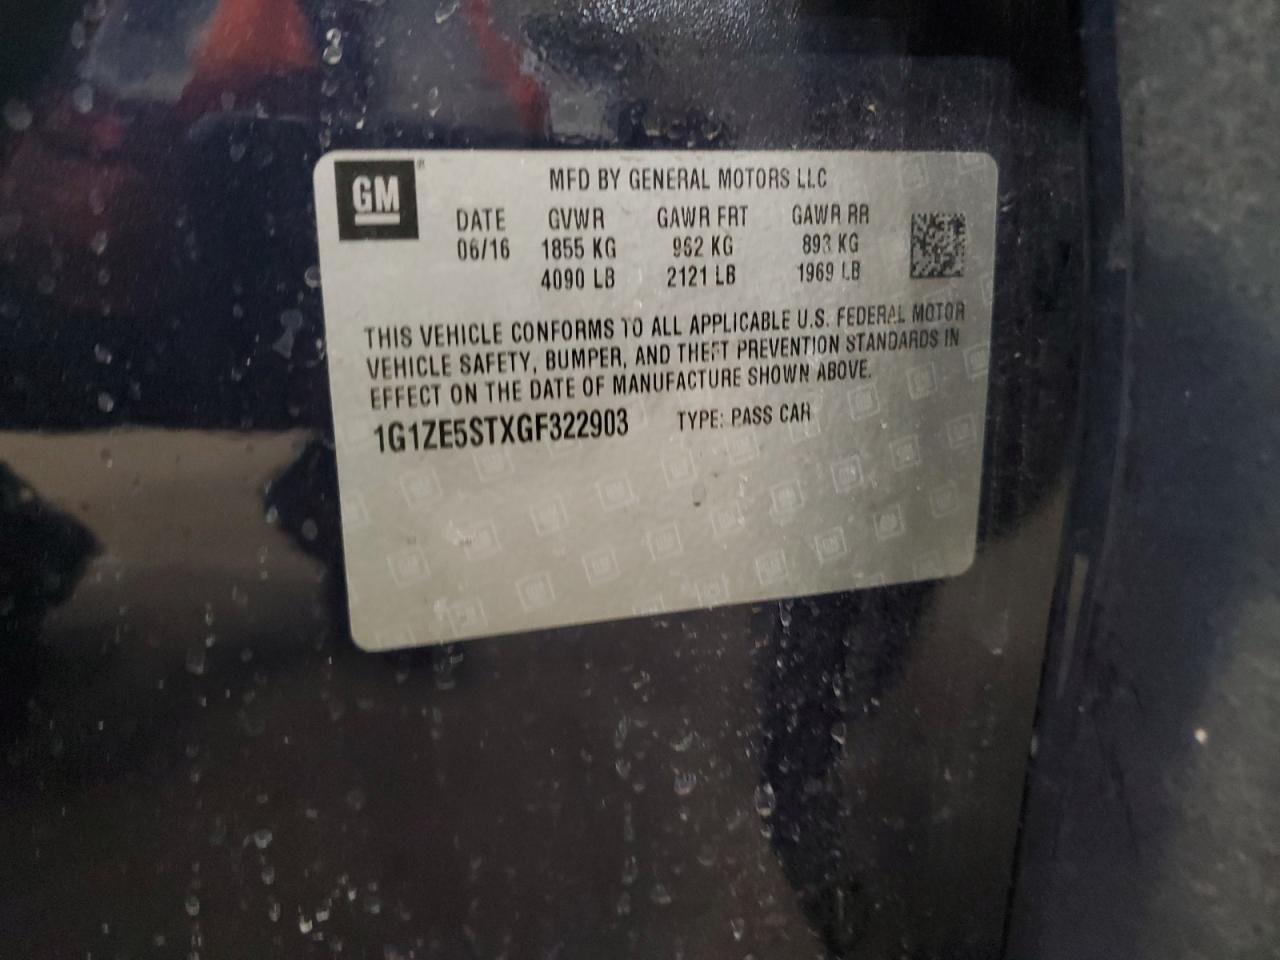 GM
MFD BY GENERAL MOTORS LLC
DATE GVWR GAWR FRT GAWR RR
06/16 1855 KG 962 KG 893 KG
4090 LB 2121 LB 1969 LB
THIS VEHICLE CONFORMS TO ALL APPLICABLE U.S. FEDERAL MOTOR
VEHICLE SAFETY, BUMPER, AND THEFT PREVENTION STANDARDS IN
EFFECT ON THE DATE OF MANUFACTURE SHOWN ABOVE.
1G1ZE5STXGF322903 TYPE: PASS CAR